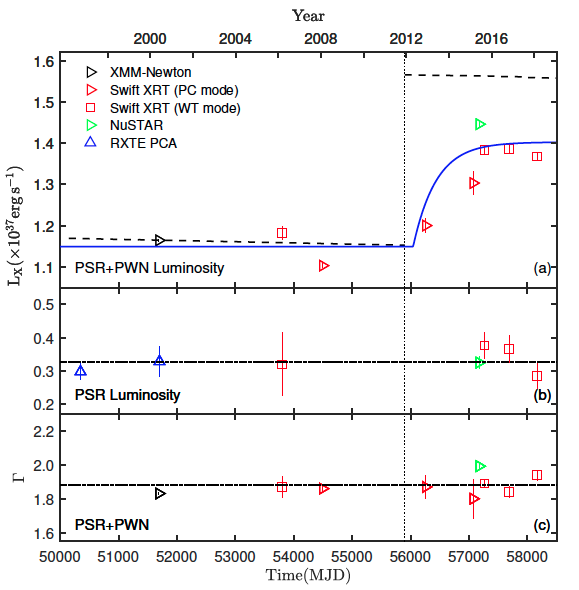 Year
2000 2004 2008 2012 2016
XMM-Newton
Swift XRT (PC mode)
Swift XRT (WT mode)
NuSTAR
RXTE PCA
1.6
1.5
1.4
1.3
1.2
1.1
L_X(×10^37 erg s^−1)
PSR+PWN Luminosity (a)
0.5
0.4
0.3
0.2
PSR Luminosity (b)
2.2
2.0
1.8
1.6
Γ
PSR+PWN (c)
50000 51000 52000 53000 54000 55000 56000 57000 58000
Time(MJD)